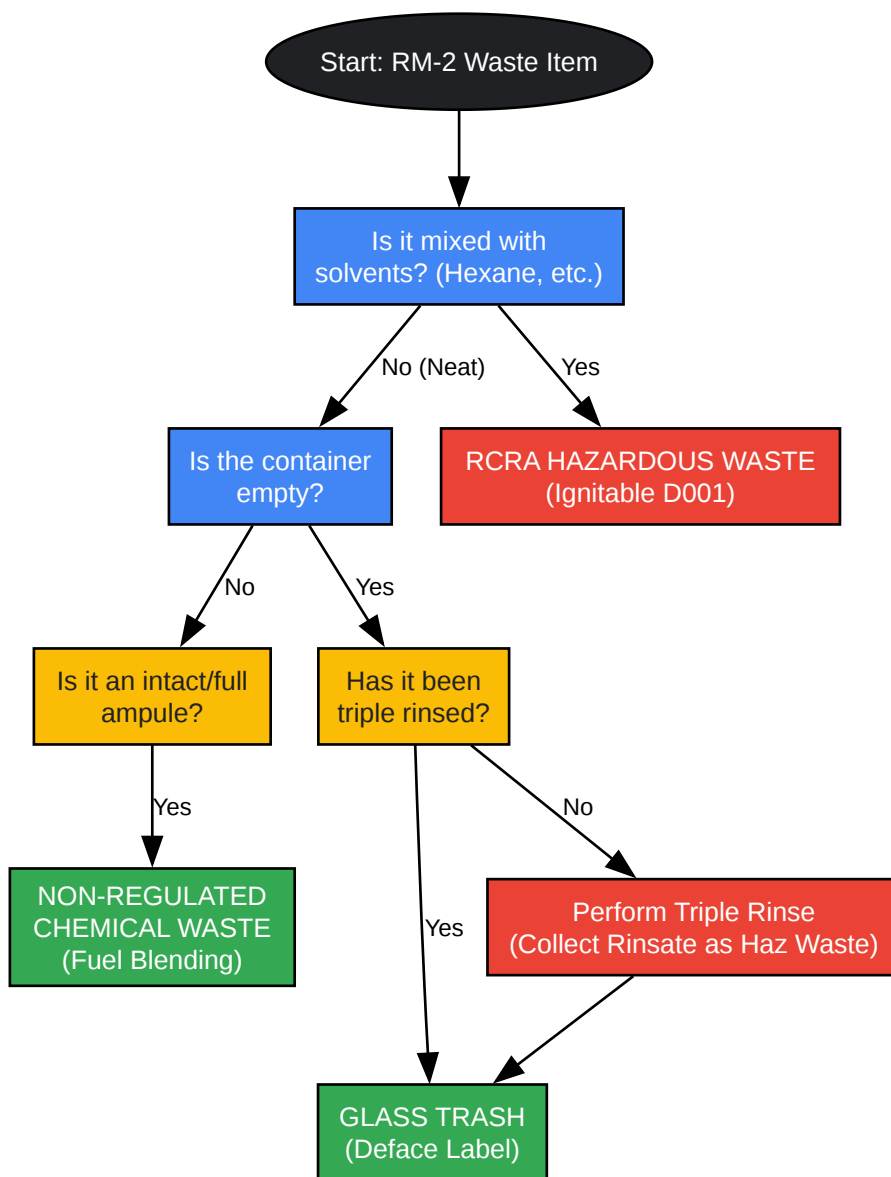 Start: RM-2 Waste Item
Is it mixed with
solvents? (Hexane, etc.)
No (Neat)
Yes
Is the container
empty?
RCRA HAZARDOUS WASTE
(Ignitable D001)
No
Yes
Is it an intact/full
ampule?
Has it been
triple rinsed?
Yes
No
NON-REGULATED
CHEMICAL WASTE
(Fuel Blending)
Yes
Perform Triple Rinse
(Collect Rinsate as Haz Waste)
GLASS TRASH
(Deface Label)